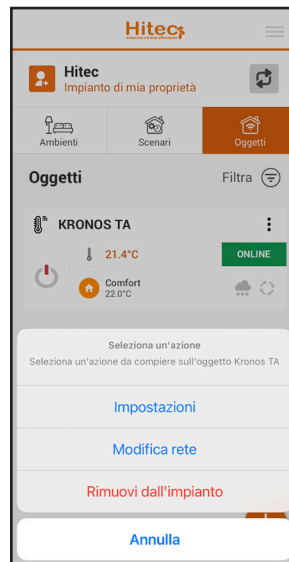 Hitec
Hitec
Impianto di mia proprietà
Ambienti
Scenari
Oggetti
Oggetti
Filtra
KRONOS TA
21.4°C
ONLINE
Comfort
22.0°C
Seleziona un'azione
Seleziona un'azione da compiere sull'oggetto Kronos TA
Impostazioni
Modifica rete
Rimuovi dall'impianto
Annulla